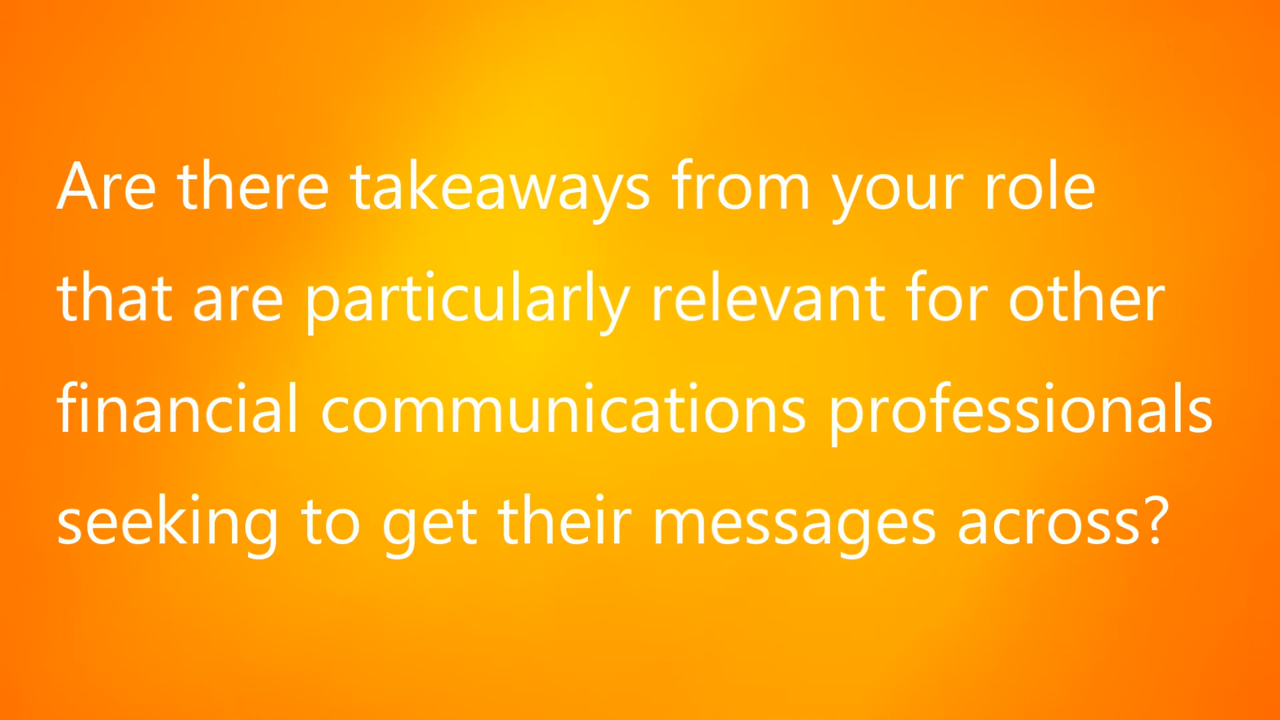 Are there takeaways from your role
that are particularly relevant for other
financial communications professionals
seeking to get their messages across?